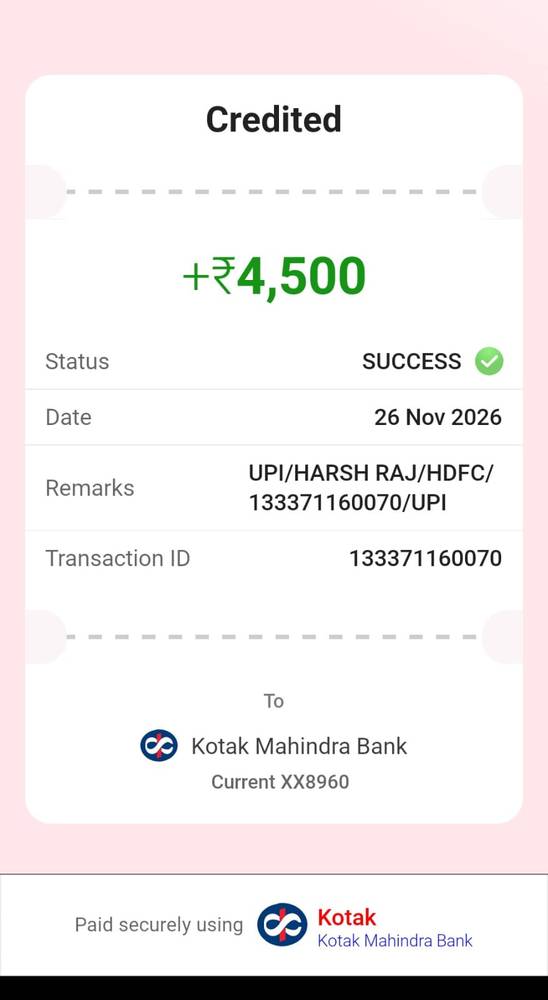 Credited
+₹4,500
Status SUCCESS
Date 26 Nov 2026
UPI/HARSH RAJ/HDFC/
Remarks
133371160070/UPI
Transaction ID 133371160070
To
Kotak Mahindra Bank
Current XX8960
Paid securely using
Kotak
Kotak Mahindra Bank